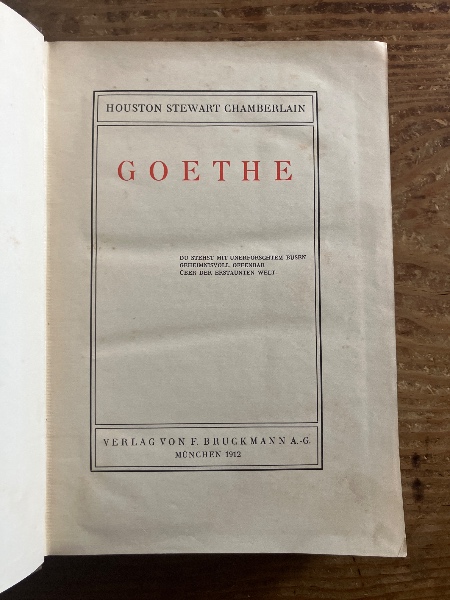 HOUSTON STEWART CHAMBERLAIN
GOETHE
DU STEHST MIT UNERFORSCHTEM BUSEN
GEHEIMNISVOLL OFFENBAR
ÜBER DER ERSTAUNTEN WELT
VERLAG VON F. BRUCKMANN A.-G.
MÜNCHEN 1912